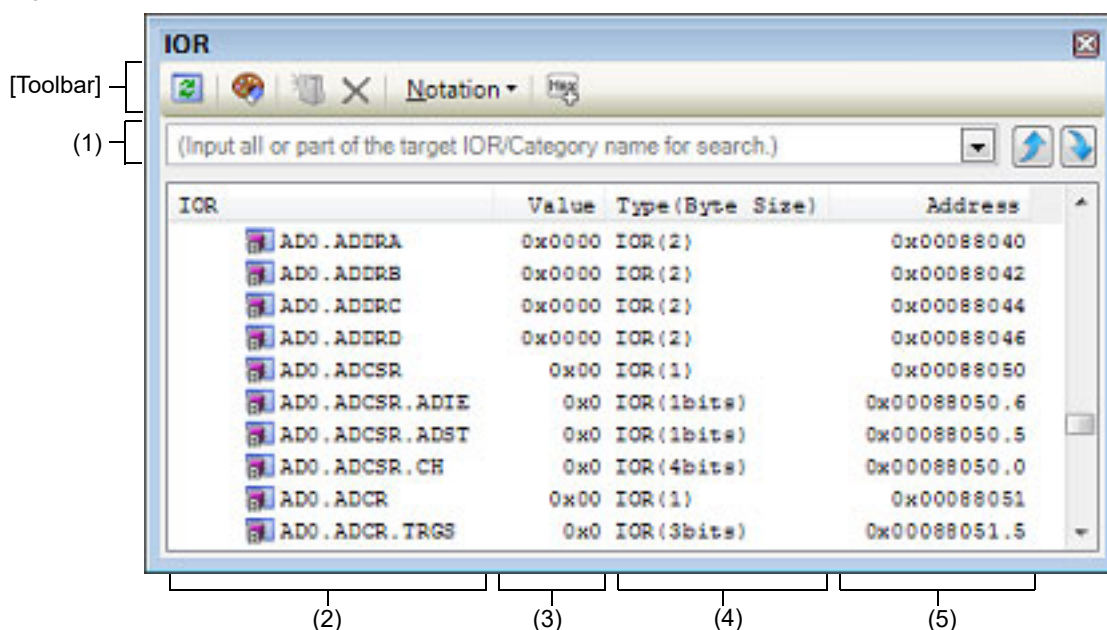 IOR
[Toolbar]
Notation
Hex
(1)
(Input all or part of the target IOR/Category name for search.)
IOR Value Type(Byte Size) Address
AD0.ADDRA 0x0000 IOR(2) 0x00088040
AD0.ADDRB 0x0000 IOR(2) 0x00088042
AD0.ADDRC 0x0000 IOR(2) 0x00088044
AD0.ADDRD 0x0000 IOR(2) 0x00088046
AD0.ADCSR 0x00 IOR(1) 0x00088050
AD0.ADCSR.ADIE 0x0 IOR(1bits) 0x00088050.6
AD0.ADCSR.ADST 0x0 IOR(1bits) 0x00088050.5
AD0.ADCSR.CH 0x0 IOR(4bits) 0x00088050.0
AD0.ADCR 0x00 IOR(1) 0x00088051
AD0.ADCR.TRGS 0x0 IOR(3bits) 0x00088051.5
(2) (3) (4) (5)